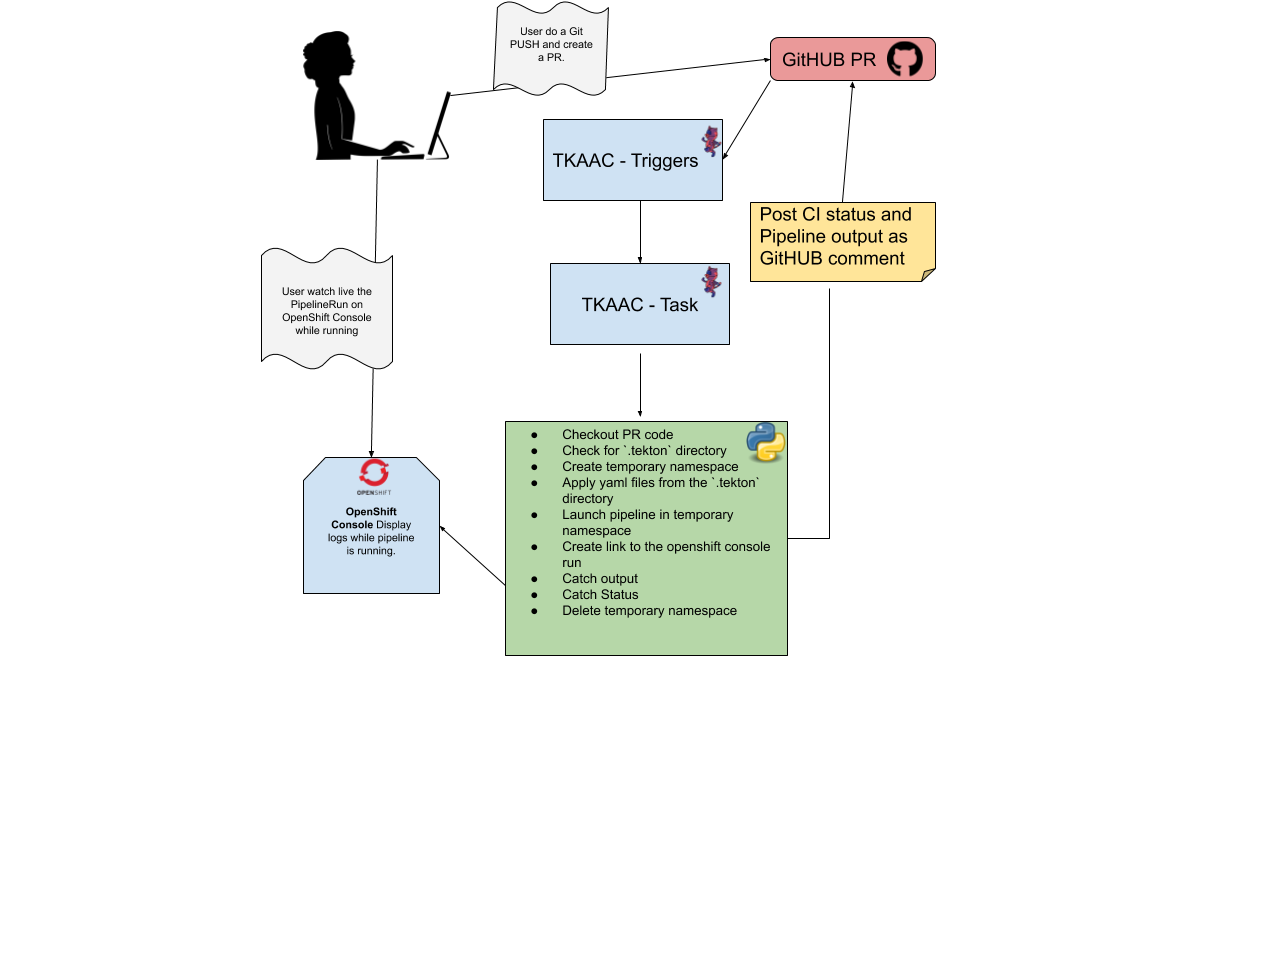 User do a Git
PUSH and create
a PR.
GitHUB PR
TKAAC - Triggers
Post CI status and
Pipeline output as
GitHUB comment
User watch live the
PipelineRun on
OpenShift Console
while running
TKAAC - Task
● Checkout PR code
● Check for `.tekton` directory
● Create temporary namespace
● Apply yaml files from the `.tekton`
directory
● Launch pipeline in temporary
namespace
● Create link to the openshift console
run
● Catch output
● Catch Status
● Delete temporary namespace
OPENSHIFT
OpenShift
Console Display
logs while pipeline
is running.